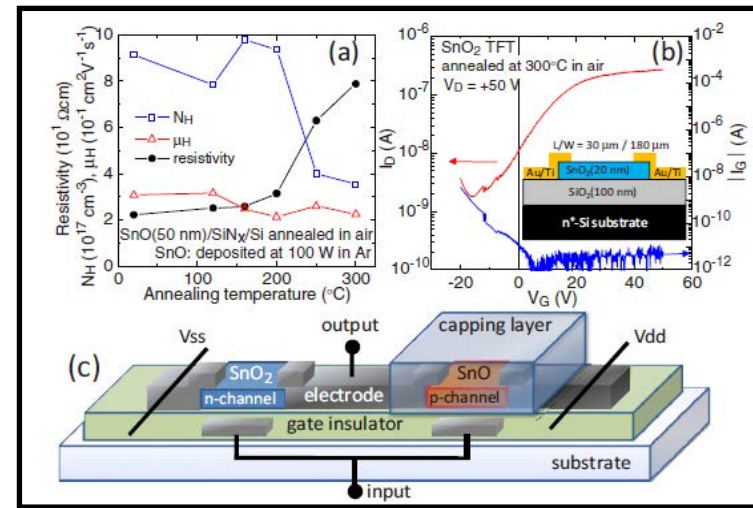 (a)
10
8
6
4
2
0
N_H
μ_H
resistivity
SnO(50 nm)/SiN_X/Si annealed in air
SnO: deposited at 100 W in Ar
0 100 200 300
Annealing temperature (°C)
Resistivity (10¹ Ωcm)
N_H (10¹⁷ cm⁻³), μ_H (10⁻¹ cm²V⁻¹s⁻¹)
(b)
SnO₂ TFT
annealed at 300°C in air
V_D = +50 V
10⁻⁶
10⁻⁷
10⁻⁸
10⁻⁹
10⁻¹⁰
I_D (A)
10⁻²
10⁻⁴
10⁻⁶
10⁻⁸
10⁻¹⁰
10⁻¹²
|I_G| (A)
L/W = 30 μm / 180 μm
Au/Ti SnO₂(20 nm) Au/Ti
SiO₂(100 nm)
n⁺-Si substrate
-20 0 20 40 60
V_G (V)
(c)
Vss
output
capping layer
Vdd
SnO₂
SnO
n-channel
electrode
p-channel
gate insulator
substrate
input